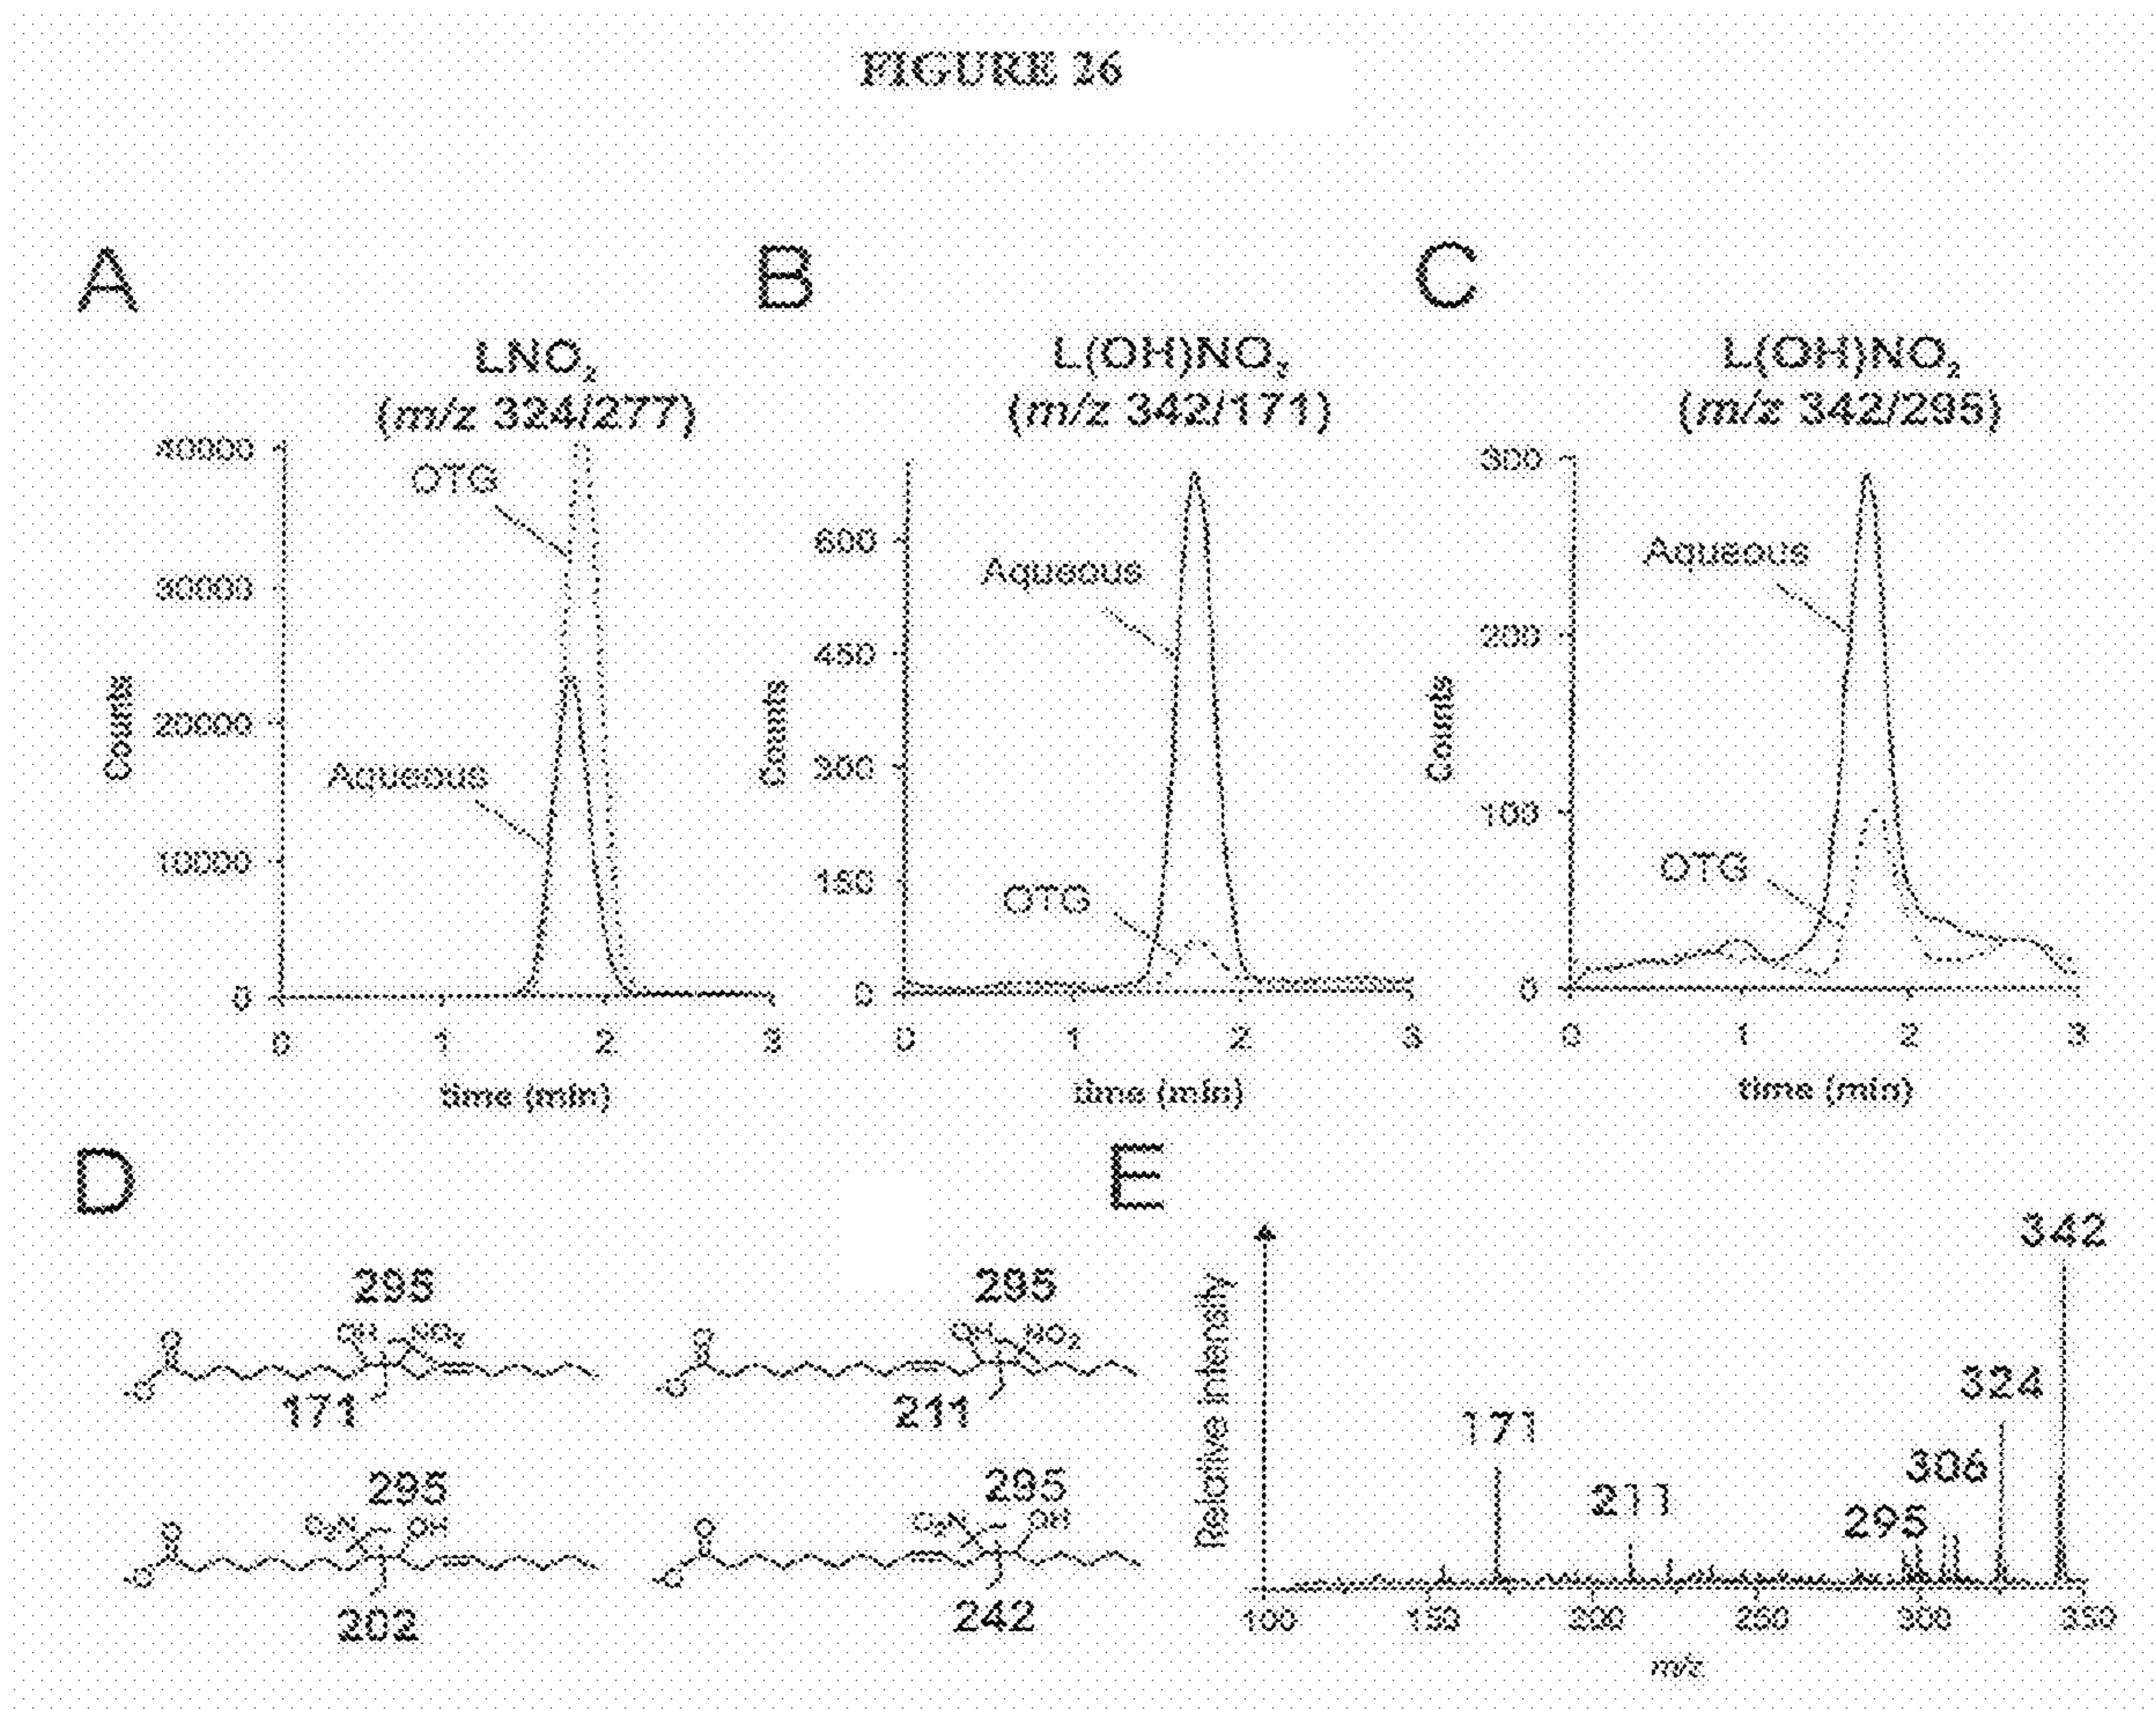 FIGURE 26
A
B
C
LNO2
(m/z 324/277)
L(OH)NO2
(m/z 342/171)
L(OH)NO2
(m/z 342/295)
40000
30000
20000
10000
0
Counts
OTG
Aqueous
0 1 2 3
time (min)
600
450
300
150
0
Counts
Aqueous
OTG
0 1 2 3
time (min)
300
200
100
0
Counts
Aqueous
OTG
0 1 2 3
time (min)
D
E
295
O OH NO2
-O
171
295
O OH NO2
-O
211
295
O O2N OH
-O
202
295
O O2N OH
-O
242
Relative intensity
171
211
295
306
324
342
100 150 200 250 300 350
m/z